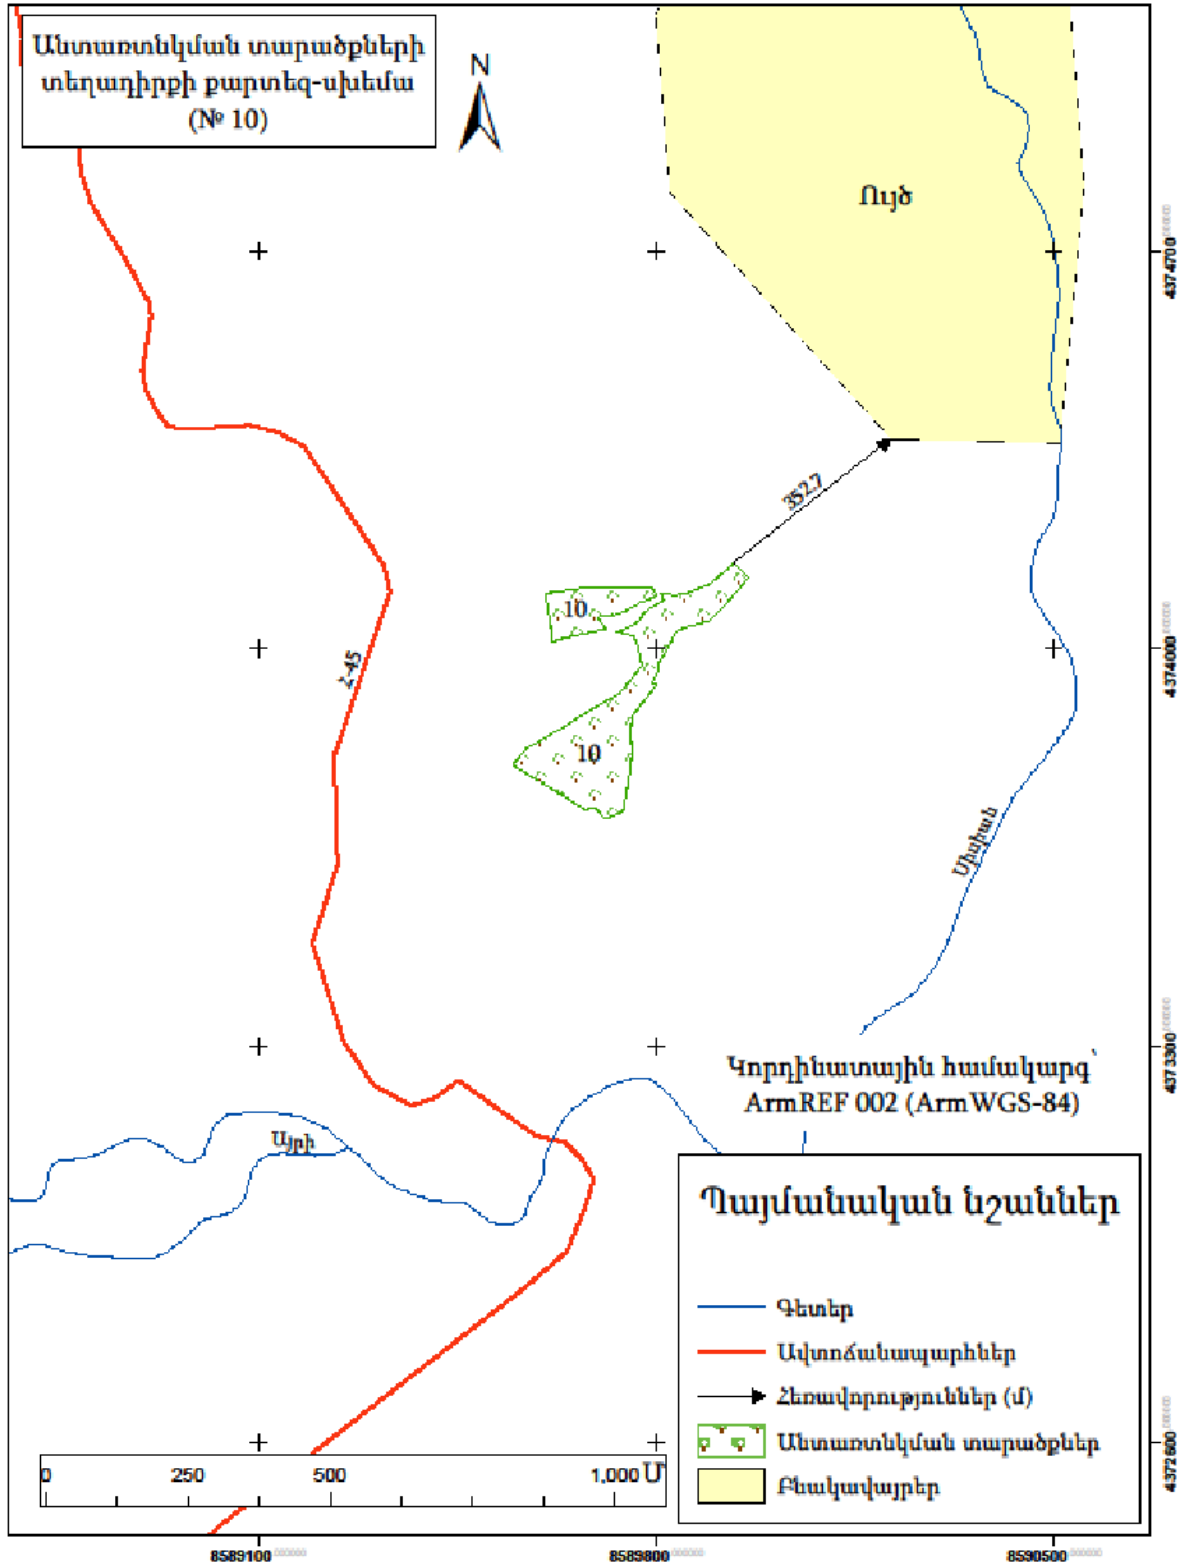 Անտառտնկման տարածքների
տեղադիրքի քարտեզ-սխեմա
(№ 10)
N
Ույծ
4374700
352.7
10
4374000
Հ-45
10
Սիսիան
4373300
Կորդինատային համակարգ՝
ArmREF 002 (ArmWGS-84)
Այրի
Պայմանական նշաններ
Գետեր
Ավտոճանապարհներ
Հեռավորություններ (մ)
Անտառտնկման տարածքներ
Բնակավայրեր
4372600
0 250 500 1,000 Մ
8589100 8589800 8590500